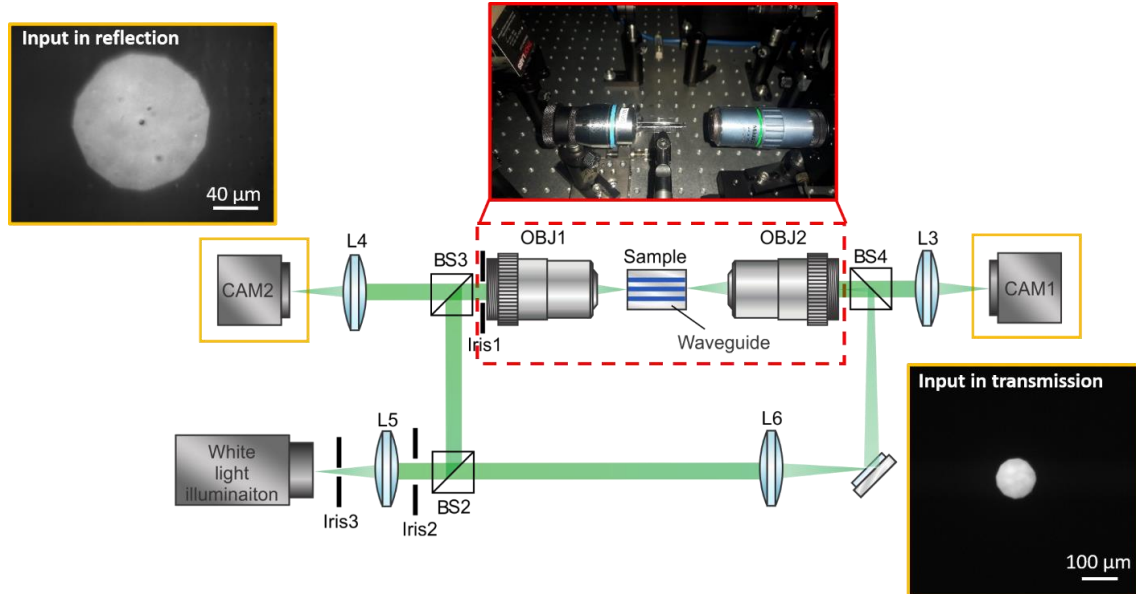 Input in reflection
40 µm
OBJ1
OBJ2
L4
BS3
Sample
BS4
L3
CAM2
CAM1
Waveguide
Iris1
Input in transmission
L5
L6
White
light
illuminaiton
BS2
Iris3
Iris2
100 µm